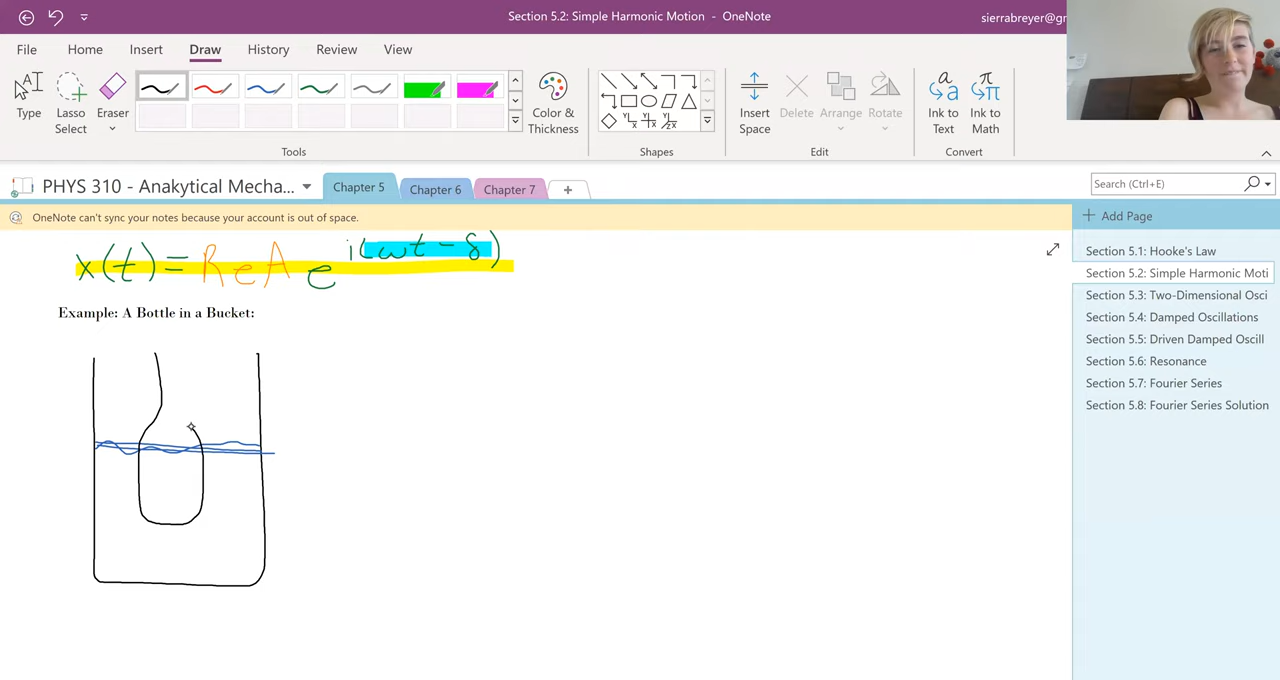 Section 5.2: Simple Harmonic Motion - OneNote
sierrabreyer@gr
File Home Insert Draw History Review View
Type
Lasso Select
Eraser
Color & Thickness
Insert Space
Delete
Arrange
Rotate
Ink to Text
Ink to Math
Tools
Shapes
Edit
Convert
PHYS 310 - Anakytical Mecha...
Chapter 5
Chapter 6
Chapter 7
Search (Ctrl+E)
OneNote can't sync your notes because your account is out of space.
Add Page
Section 5.1: Hooke's Law
Section 5.2: Simple Harmonic Moti
Section 5.3: Two-Dimensional Osci
Section 5.4: Damped Oscillations
Section 5.5: Driven Damped Oscill
Section 5.6: Resonance
Section 5.7: Fourier Series
Section 5.8: Fourier Series Solution
x(t) = Re A e^i(ωt - δ)
Example: A Bottle in a Bucket: